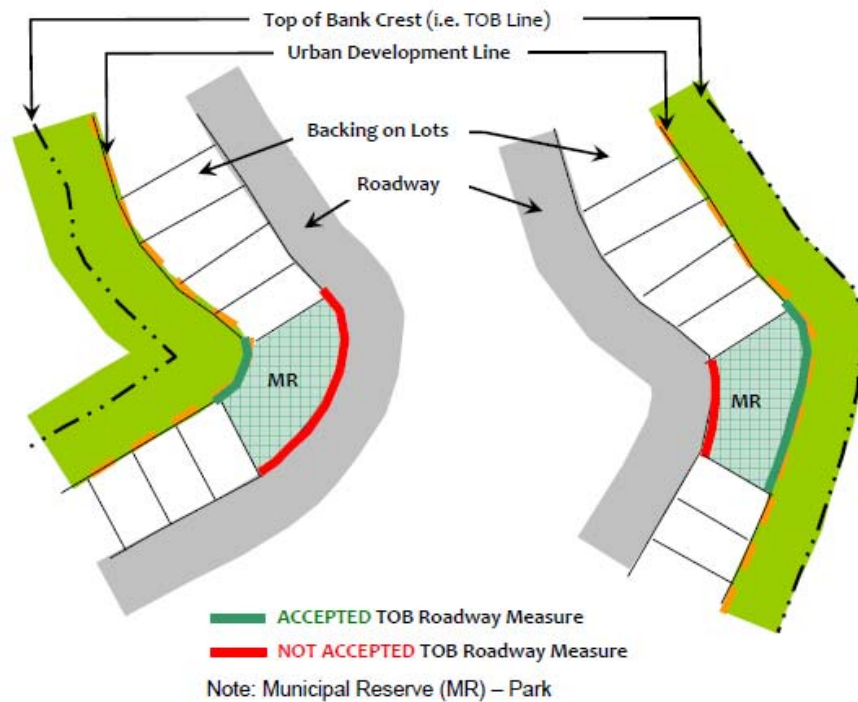 Top of Bank Crest (i.e. TOB Line)
Urban Development Line
Backing on Lots
Roadway
MR
MR
ACCEPTED TOB Roadway Measure
NOT ACCEPTED TOB Roadway Measure
Note: Municipal Reserve (MR) – Park